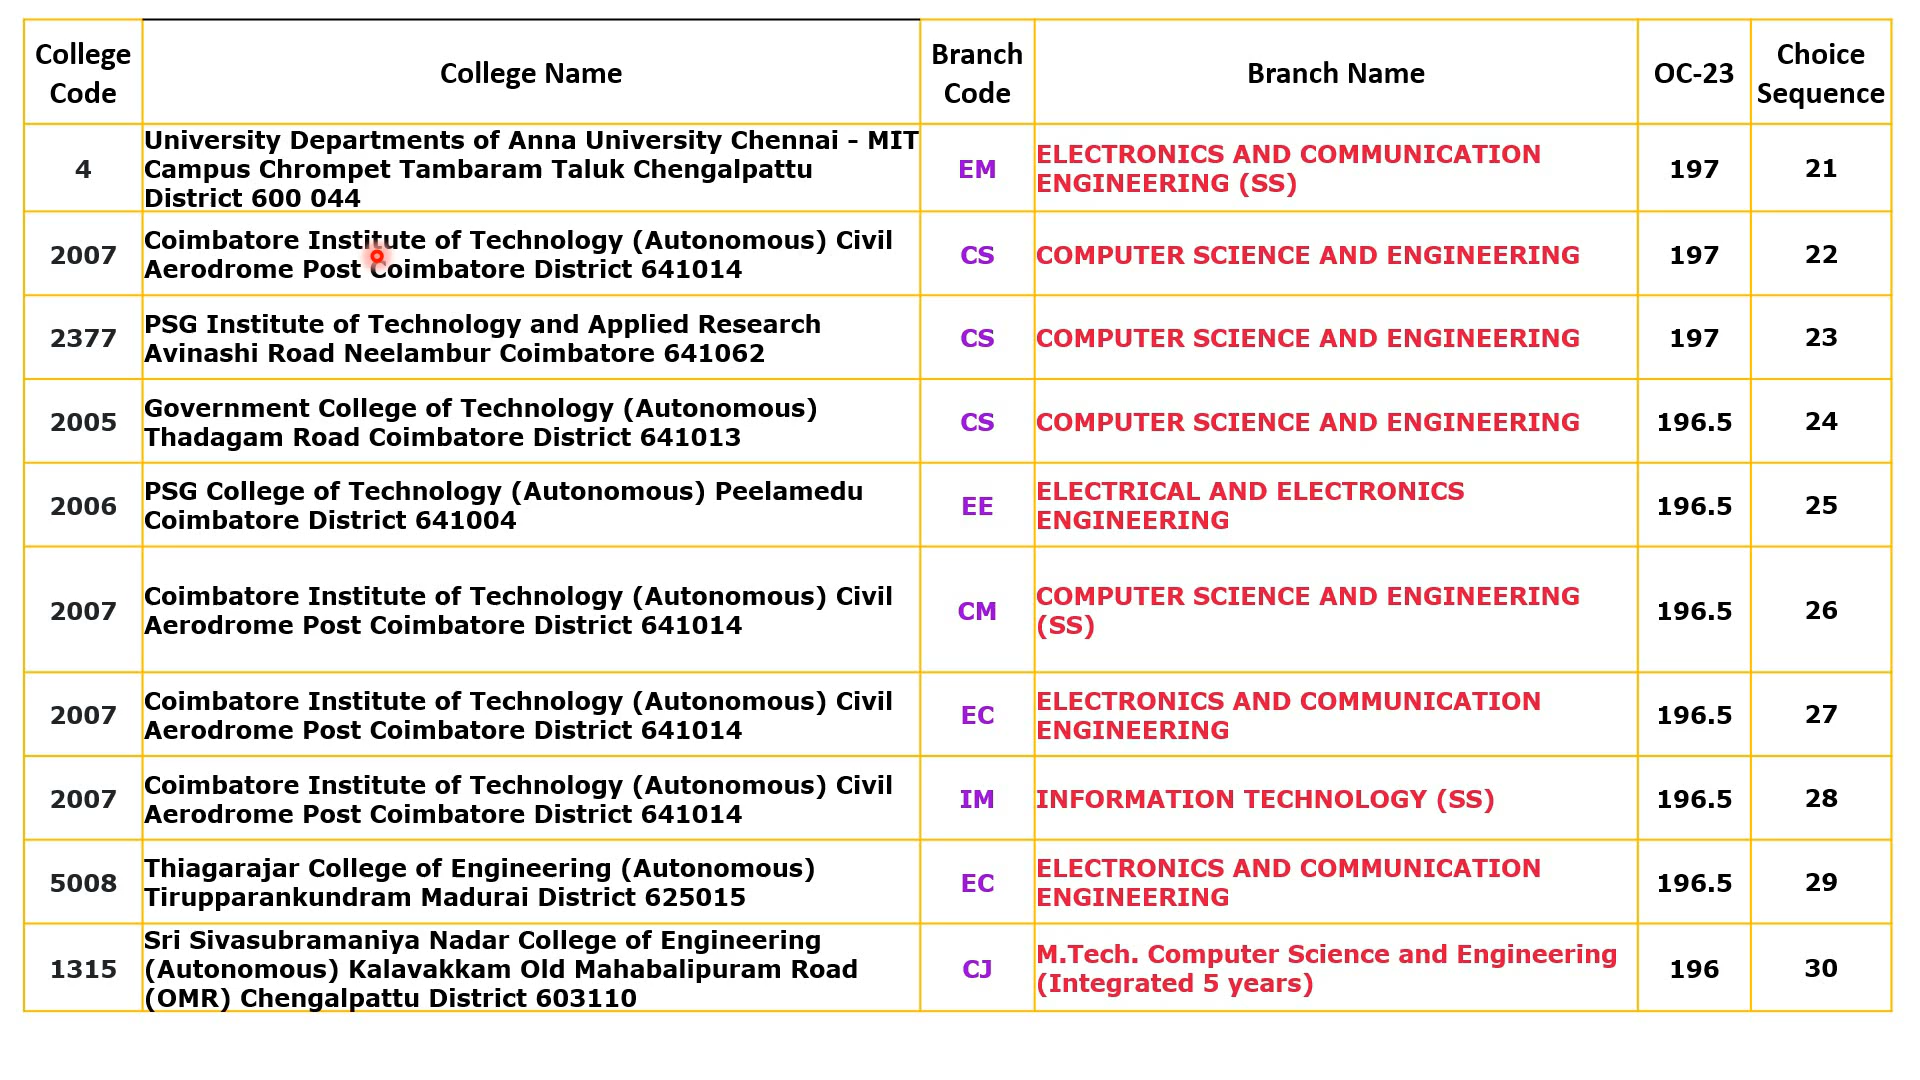 College Code
College Name
Branch Code
Branch Name
OC-23
Choice Sequence
4
University Departments of Anna University Chennai - MIT
Campus Chrompet Tambaram Taluk Chengalpattu
District 600 044
EM
ELECTRONICS AND COMMUNICATION
ENGINEERING (SS)
197
21
2007
Coimbatore Institute of Technology (Autonomous) Civil
Aerodrome Post Coimbatore District 641014
CS
COMPUTER SCIENCE AND ENGINEERING
197
22
2377
PSG Institute of Technology and Applied Research
Avinashi Road Neelambur Coimbatore 641062
CS
COMPUTER SCIENCE AND ENGINEERING
197
23
2005
Government College of Technology (Autonomous)
Thadagam Road Coimbatore District 641013
CS
COMPUTER SCIENCE AND ENGINEERING
196.5
24
2006
PSG College of Technology (Autonomous) Peelamedu
Coimbatore District 641004
EE
ELECTRICAL AND ELECTRONICS
ENGINEERING
196.5
25
2007
Coimbatore Institute of Technology (Autonomous) Civil
Aerodrome Post Coimbatore District 641014
CM
COMPUTER SCIENCE AND ENGINEERING
(SS)
196.5
26
2007
Coimbatore Institute of Technology (Autonomous) Civil
Aerodrome Post Coimbatore District 641014
EC
ELECTRONICS AND COMMUNICATION
ENGINEERING
196.5
27
2007
Coimbatore Institute of Technology (Autonomous) Civil
Aerodrome Post Coimbatore District 641014
IM
INFORMATION TECHNOLOGY (SS)
196.5
28
5008
Thiagarajar College of Engineering (Autonomous)
Tirupparankundram Madurai District 625015
EC
ELECTRONICS AND COMMUNICATION
ENGINEERING
196.5
29
1315
Sri Sivasubramaniya Nadar College of Engineering
(Autonomous) Kalavakkam Old Mahabalipuram Road
(OMR) Chengalpattu District 603110
CJ
M.Tech. Computer Science and Engineering
(Integrated 5 years)
196
30